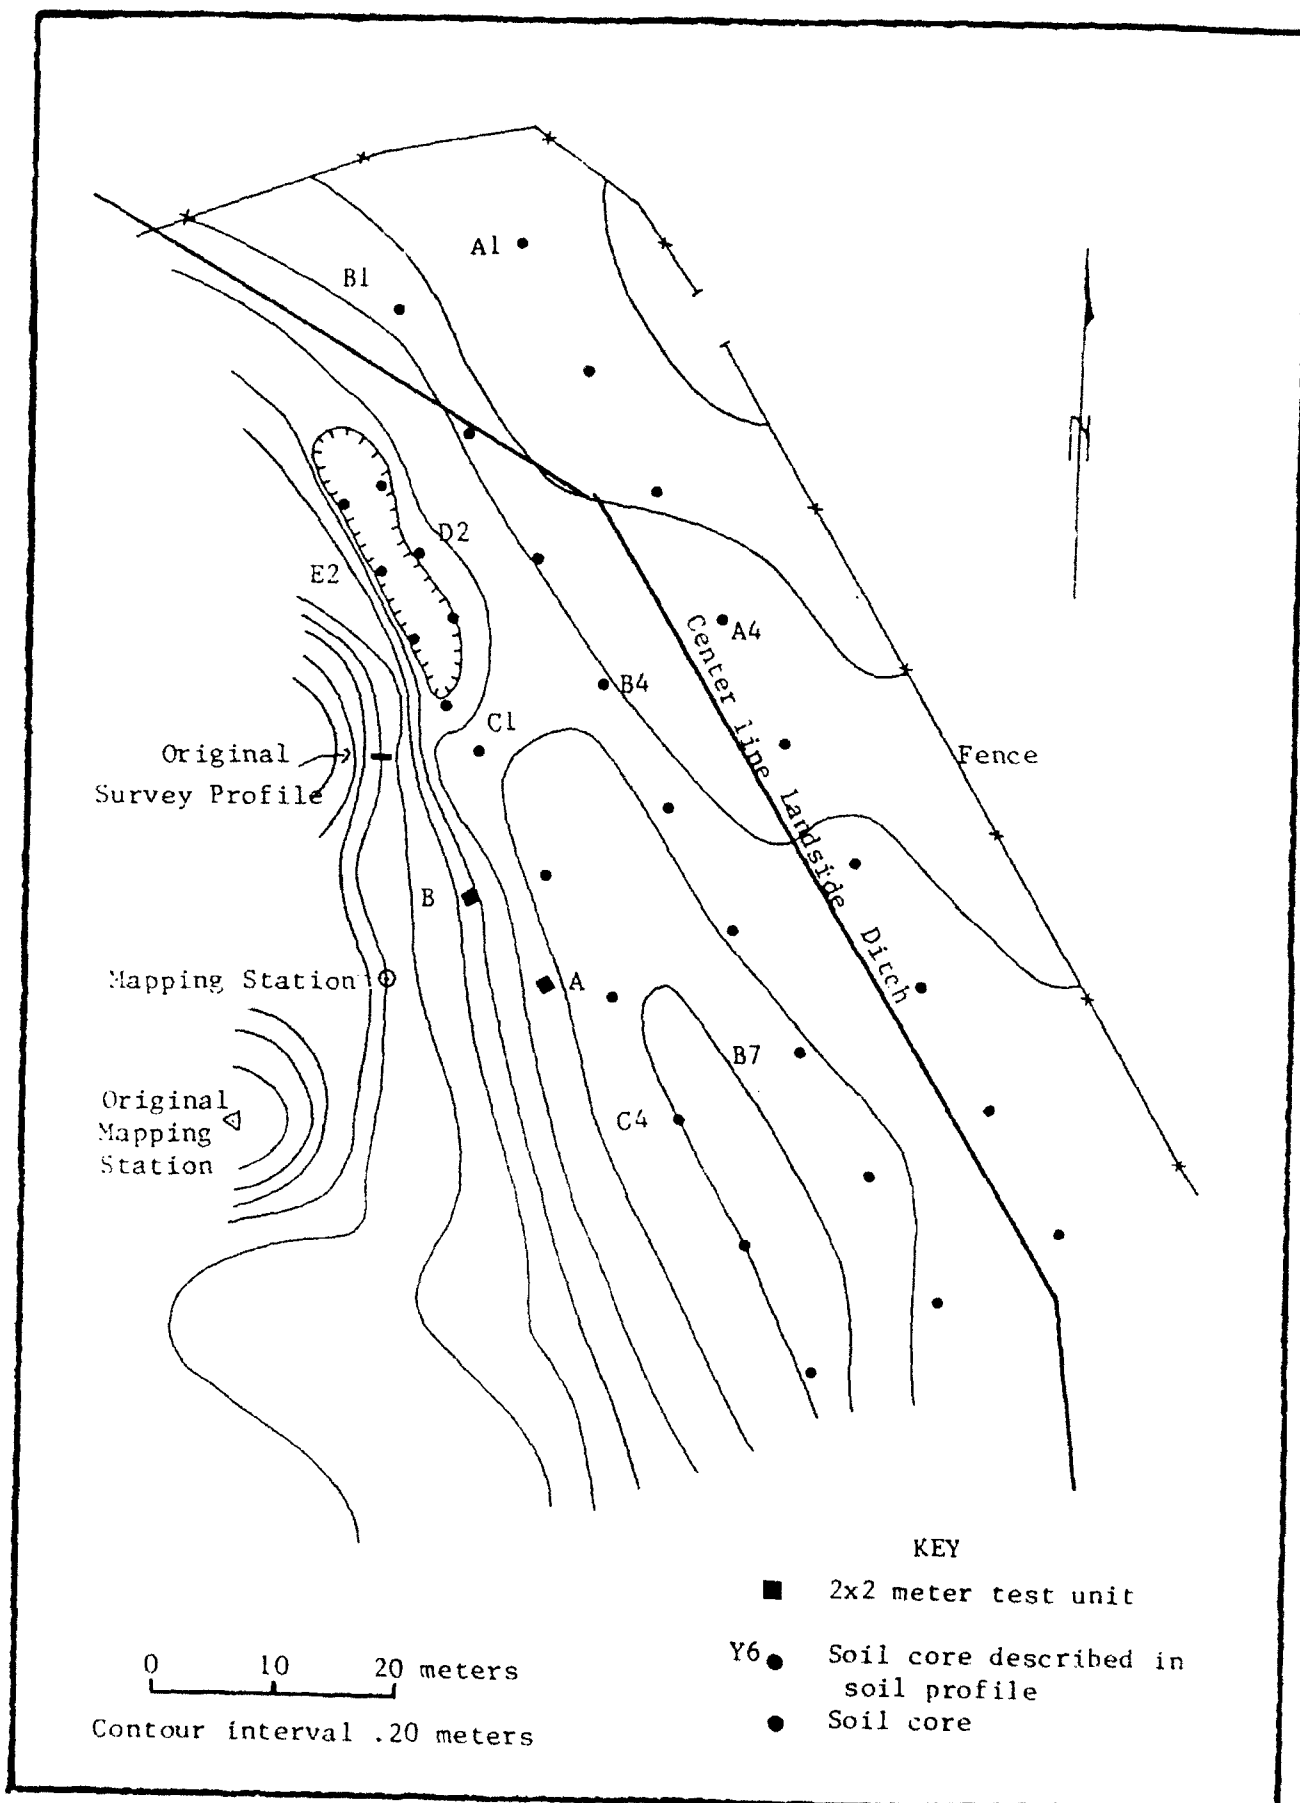 A1
B1
D2
E2
A4
B4
C1
Center line Landside Ditch
Original
Survey Profile
Fence
B
Mapping Station
A
B7
Original
Mapping
Station
C4
N
KEY
2x2 meter test unit
Y6 Soil core described in
soil profile
Soil core
0 10 20 meters
Contour interval .20 meters